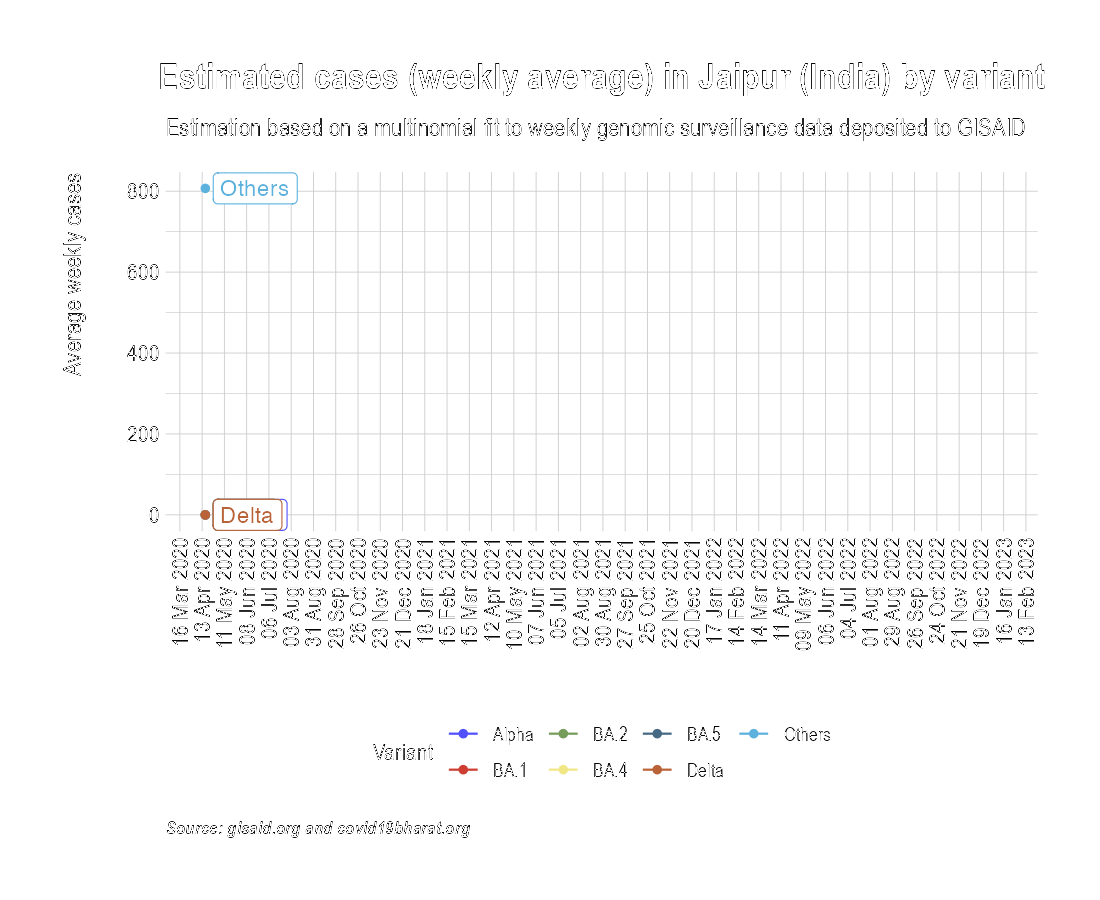 Estimated cases (weekly average) in Jaipur (India) by variant
Estimation based on a multinomial fit to weekly genomic surveillance data deposited to GISAID
Average weekly cases
800
600
400
200
0
Others
Delta
16 Mar 2020
13 Apr 2020
11 May 2020
08 Jun 2020
06 Jul 2020
03 Aug 2020
31 Aug 2020
28 Sep 2020
26 Oct 2020
23 Nov 2020
21 Dec 2020
18 Jan 2021
15 Feb 2021
15 Mar 2021
12 Apr 2021
10 May 2021
07 Jun 2021
05 Jul 2021
02 Aug 2021
30 Aug 2021
27 Sep 2021
25 Oct 2021
22 Nov 2021
20 Dec 2021
17 Jan 2022
14 Feb 2022
14 Mar 2022
11 Apr 2022
09 May 2022
06 Jun 2022
04 Jul 2022
01 Aug 2022
29 Aug 2022
26 Sep 2022
24 Oct 2022
21 Nov 2022
19 Dec 2022
16 Jan 2023
13 Feb 2023
Variant
Alpha
BA.2
BA.5
Others
BA.1
BA.4
Delta
Source: gisaid.org and covid19bharat.org